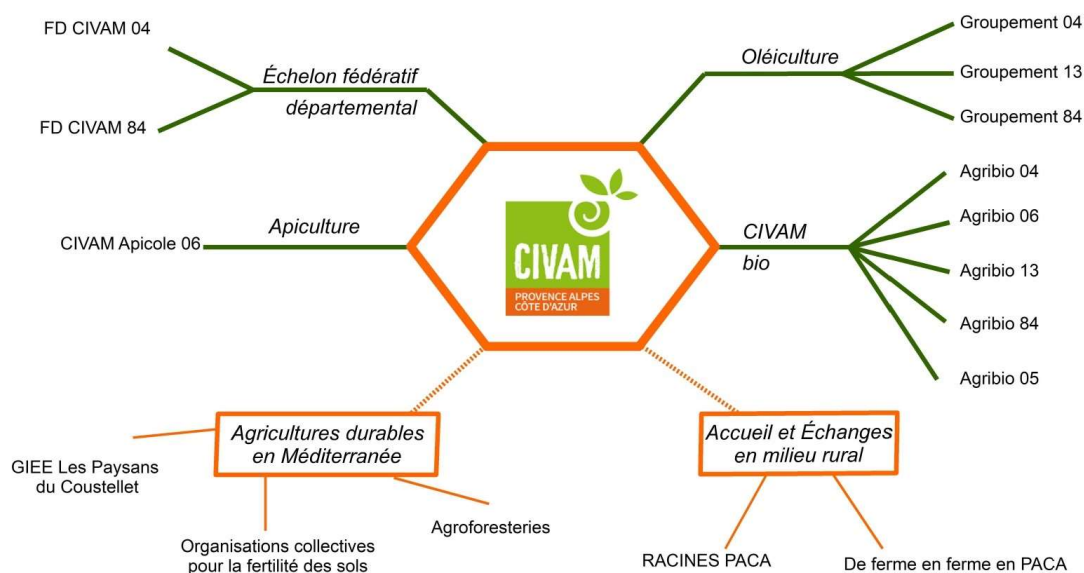 FD CIVAM 04
FD CIVAM 84
Échelon fédératif
départemental
Oléiculture
Groupement 04
Groupement 13
Groupement 84
CIVAM Apicole 06
Apiculture
CIVAM
PROVENCE ALPES
CÔTE D'AZUR
CIVAM
bio
Agribio 04
Agribio 06
Agribio 13
Agribio 84
Agribio 05
Agricultures durables
en Méditerranée
GIEE Les Paysans
du Coustellet
Organisations collectives
pour la fertilité des sols
Agroforesteries
Accueil et Échanges
en milieu rural
RACINES PACA
De ferme en ferme en PACA